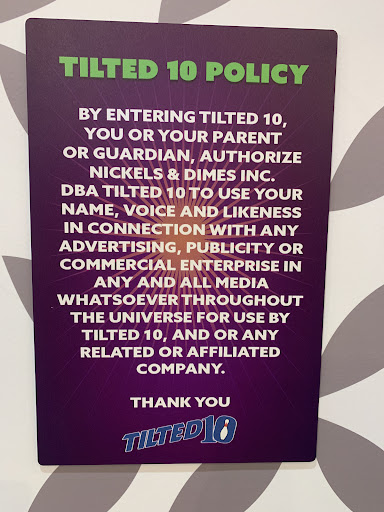 TILTED 10 POLICY
BY ENTERING TILTED 10,
YOU OR YOUR PARENT
OR GUARDIAN, AUTHORIZE
NICKELS & DIMES INC.
DBA TILTED 10 TO USE YOUR
NAME, VOICE AND LIKENESS
IN CONNECTION WITH ANY
ADVERTISING, PUBLICITY OR
COMMERCIAL ENTERPRISE IN
ANY AND ALL MEDIA
WHATSOEVER THROUGHOUT
THE UNIVERSE FOR USE BY
TILTED 10, AND OR ANY
RELATED OR AFFILIATED
COMPANY.
THANK YOU
TILTED 10